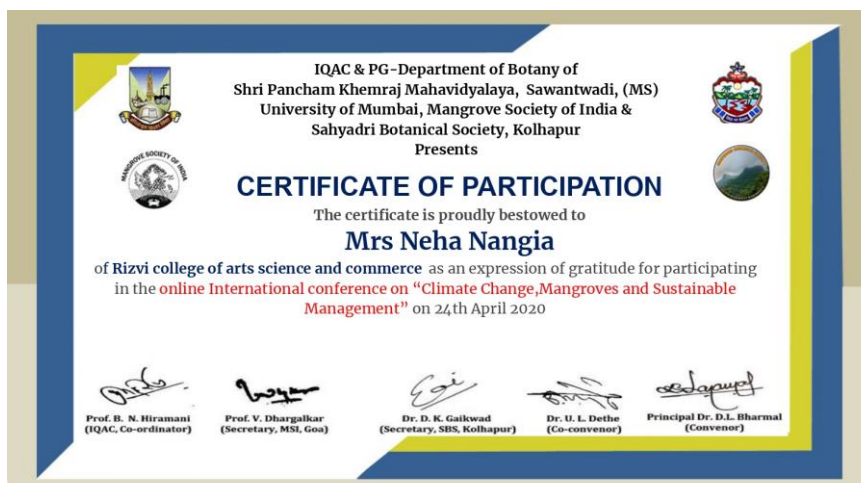 IQAC & PG-Department of Botany of
Shri Pancham Khemraj Mahavidyalaya, Sawantwadi, (MS)
University of Mumbai, Mangrove Society of India &
Sahyadri Botanical Society, Kolhapur
Presents
MANGROVE SOCIETY OF INDIA
CERTIFICATE OF PARTICIPATION
The certificate is proudly bestowed to
Mrs Neha Nangia
of Rizvi college of arts science and commerce as an expression of gratitude for participating
in the online International conference on “Climate Change,Mangroves and Sustainable
Management” on 24th April 2020
Prof. B. N. Hiramani
(IQAC, Co-ordinator)
Prof. V. Dhargalkar
(Secretary, MSI, Goa)
Dr. D. K. Gaikwad
(Secretary, SBS, Kolhapur)
Dr. U. L. Dethe
(Co-convenor)
Principal Dr. D.L. Bharmal
(Convenor)